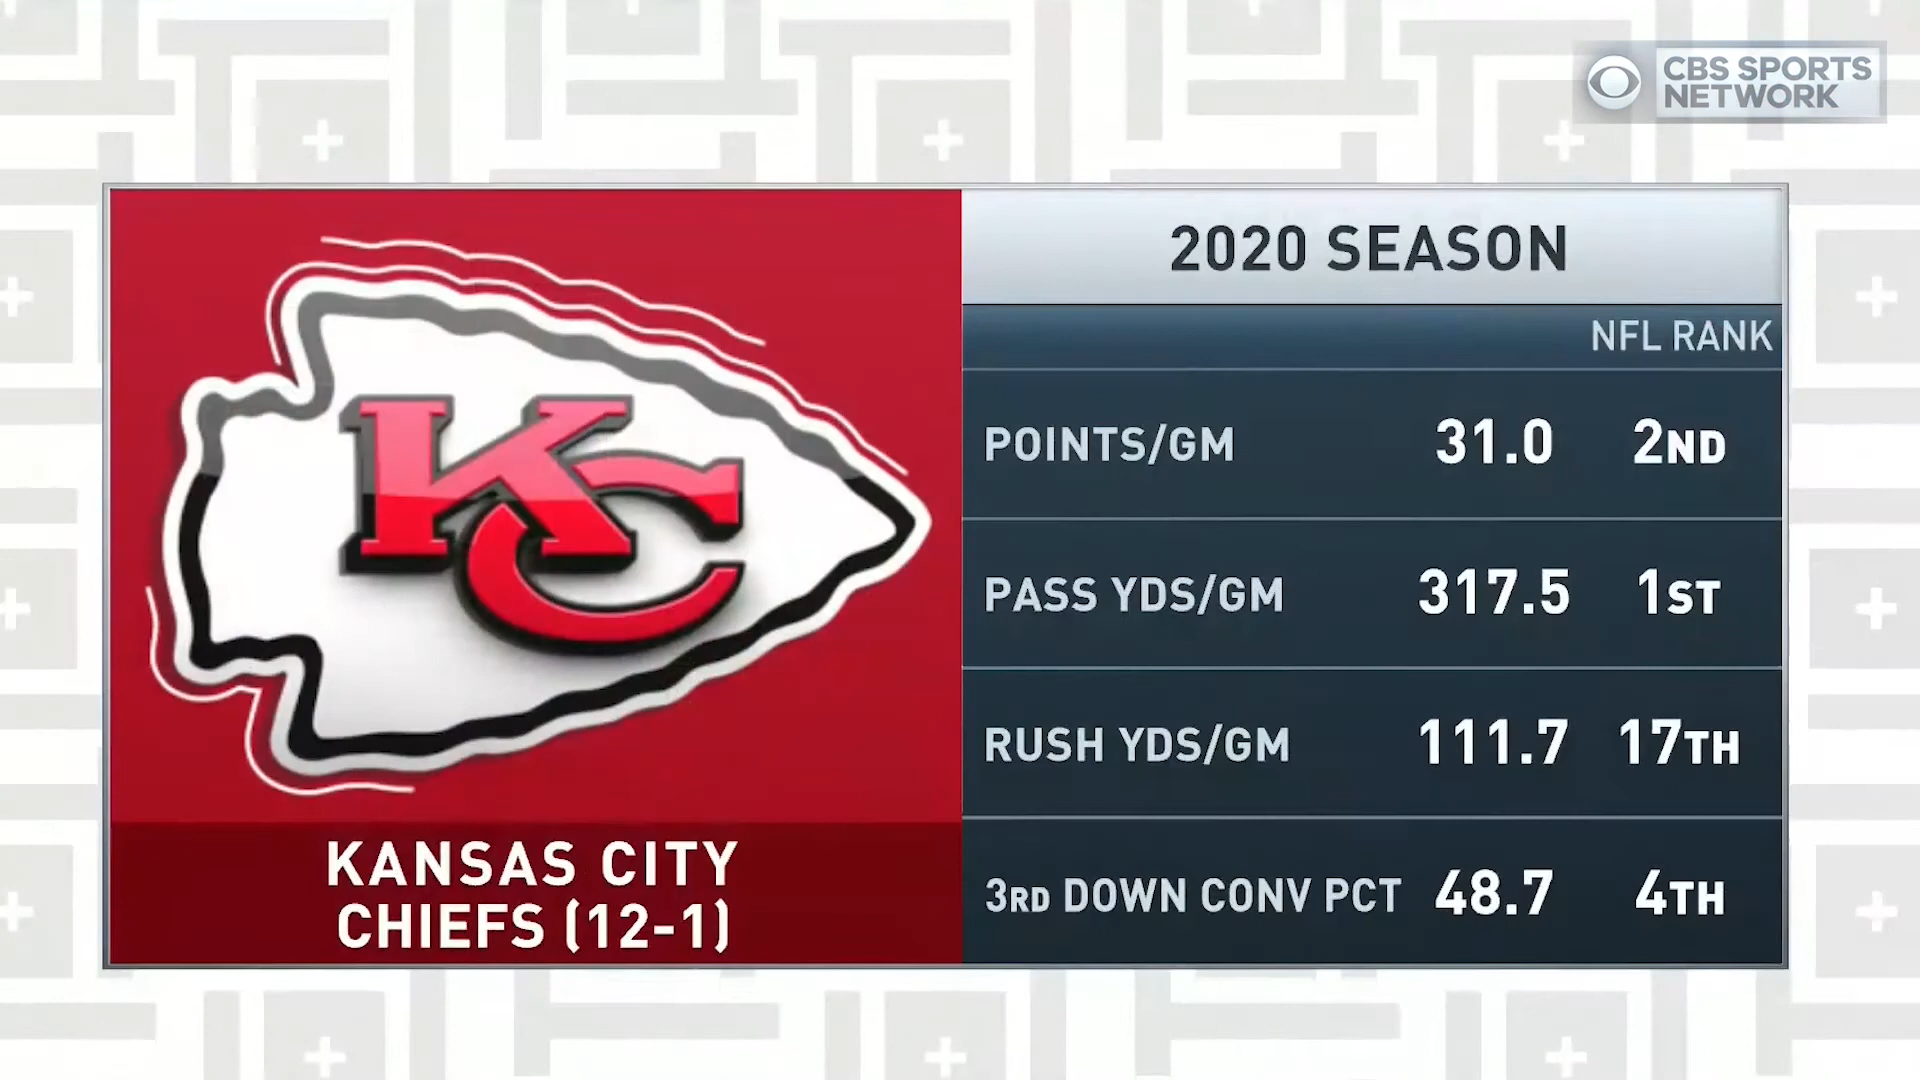 CBS SPORTS
NETWORK
KC
KANSAS CITY
CHIEFS (12-1)
2020 SEASON
NFL RANK
POINTS/GM 31.0 2ND
PASS YDS/GM 317.5 1ST
RUSH YDS/GM 111.7 17TH
3RD DOWN CONV PCT 48.7 4TH